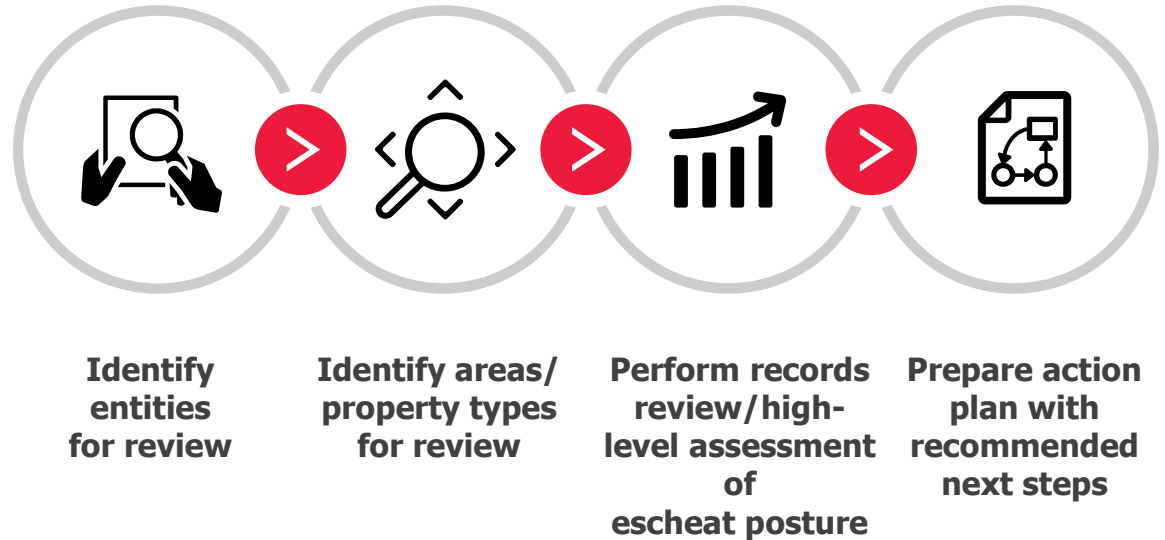 Identify
entities
for review
Identify areas/
property types
for review
Perform records
review/high-
level assessment
of
escheat posture
Prepare action
plan with
recommended
next steps